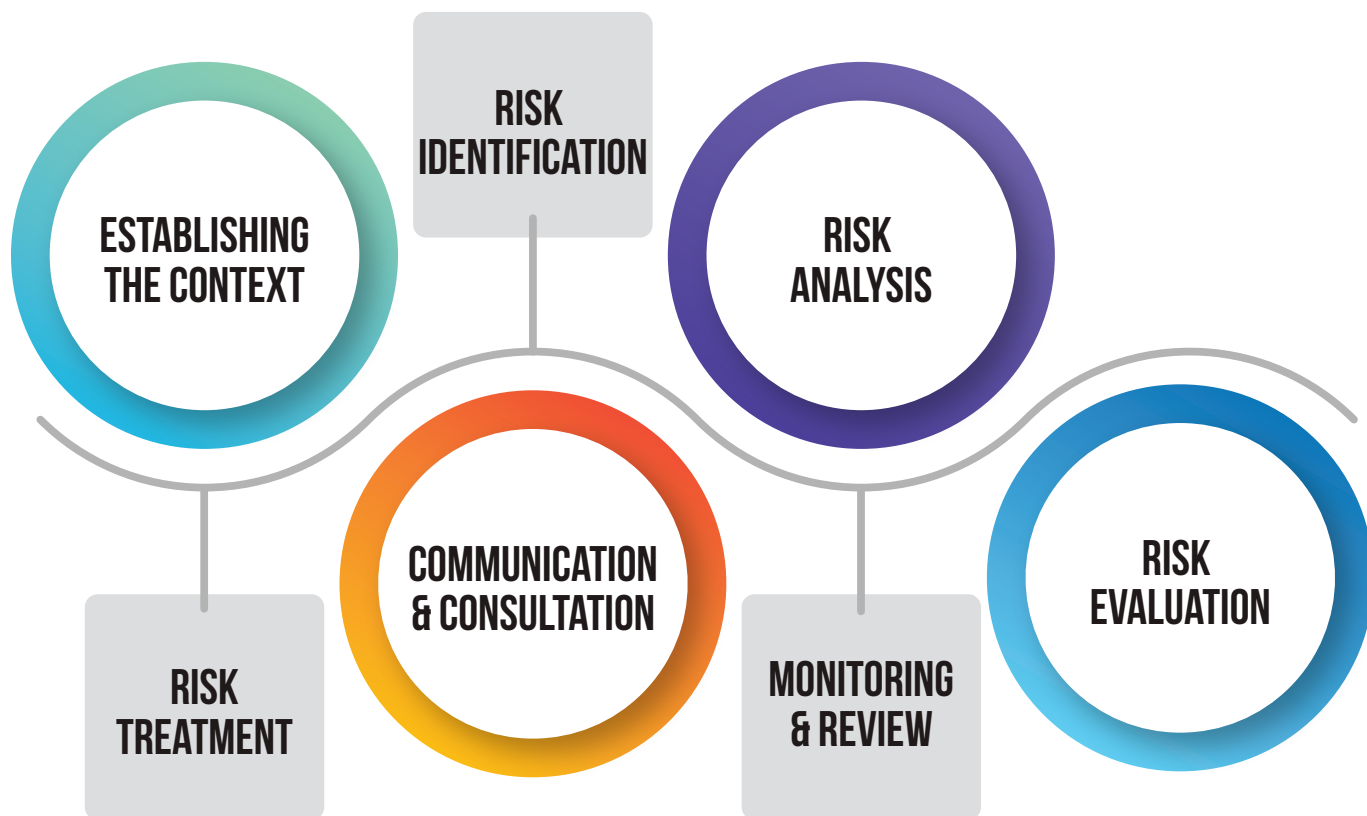 RISK
IDENTIFICATION
ESTABLISHING
THE CONTEXT
RISK
ANALYSIS
COMMUNICATION
& CONSULTATION
RISK
EVALUATION
RISK
TREATMENT
MONITORING
& REVIEW